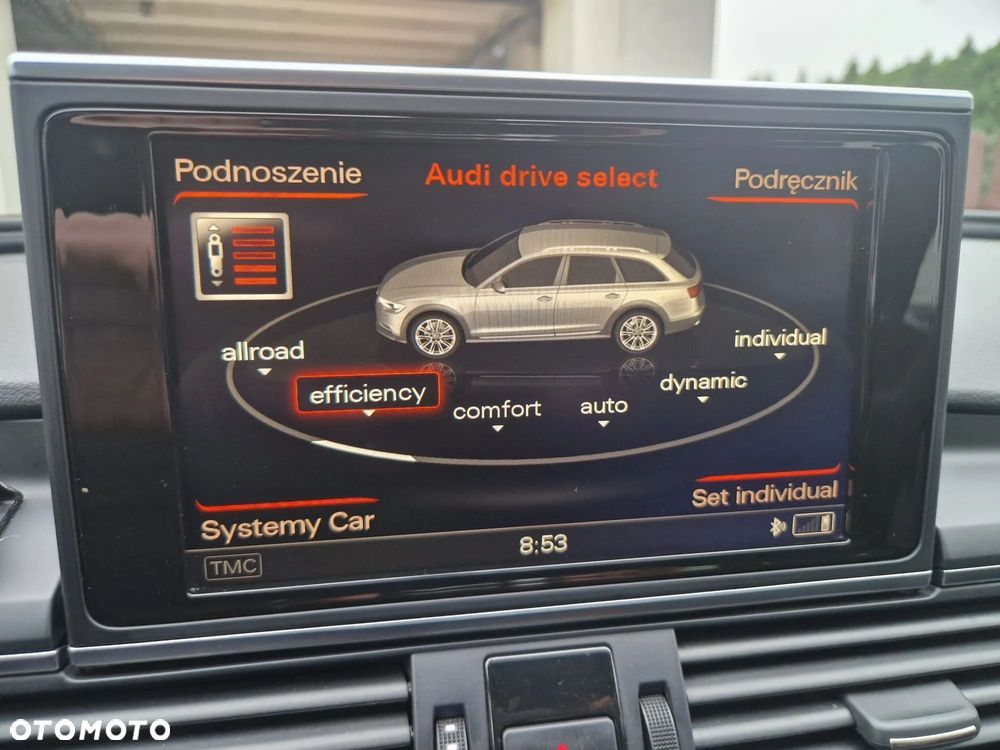 Podnoszenie
Audi drive select
Podręcznik
allroad
efficiency
comfort
auto
dynamic
individual
Systemy Car
Set individual
TMC
8:53
OTOMOTO